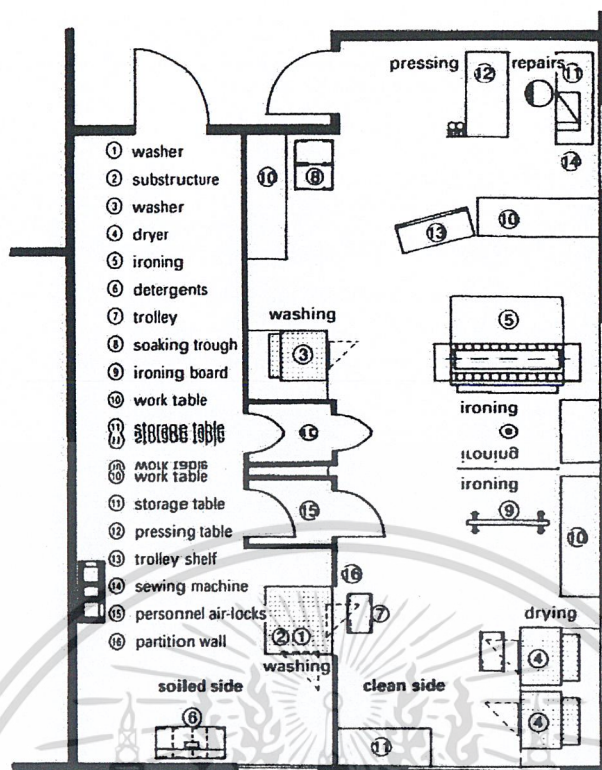 pressing
⑫
repairs
⑪
⑭
① washer
② substructure
③ washer
④ dryer
⑤ ironing
⑥ detergents
⑦ trolley
⑧ soaking trough
⑨ ironing board
⑩ work table
⑪ storage table
⑩ work table
⑪ storage table
⑫ pressing table
⑬ trolley shelf
⑭ sewing machine
⑮ personnel air-locks
⑯ partition wall
⑩
⑧
⑩
⑬
washing
③
⑤
ironing
ironing
⑨
⑩
⑮
⑯
⑦
② ①
washing
drying
④
④
soiled side
clean side
⑥
⑪